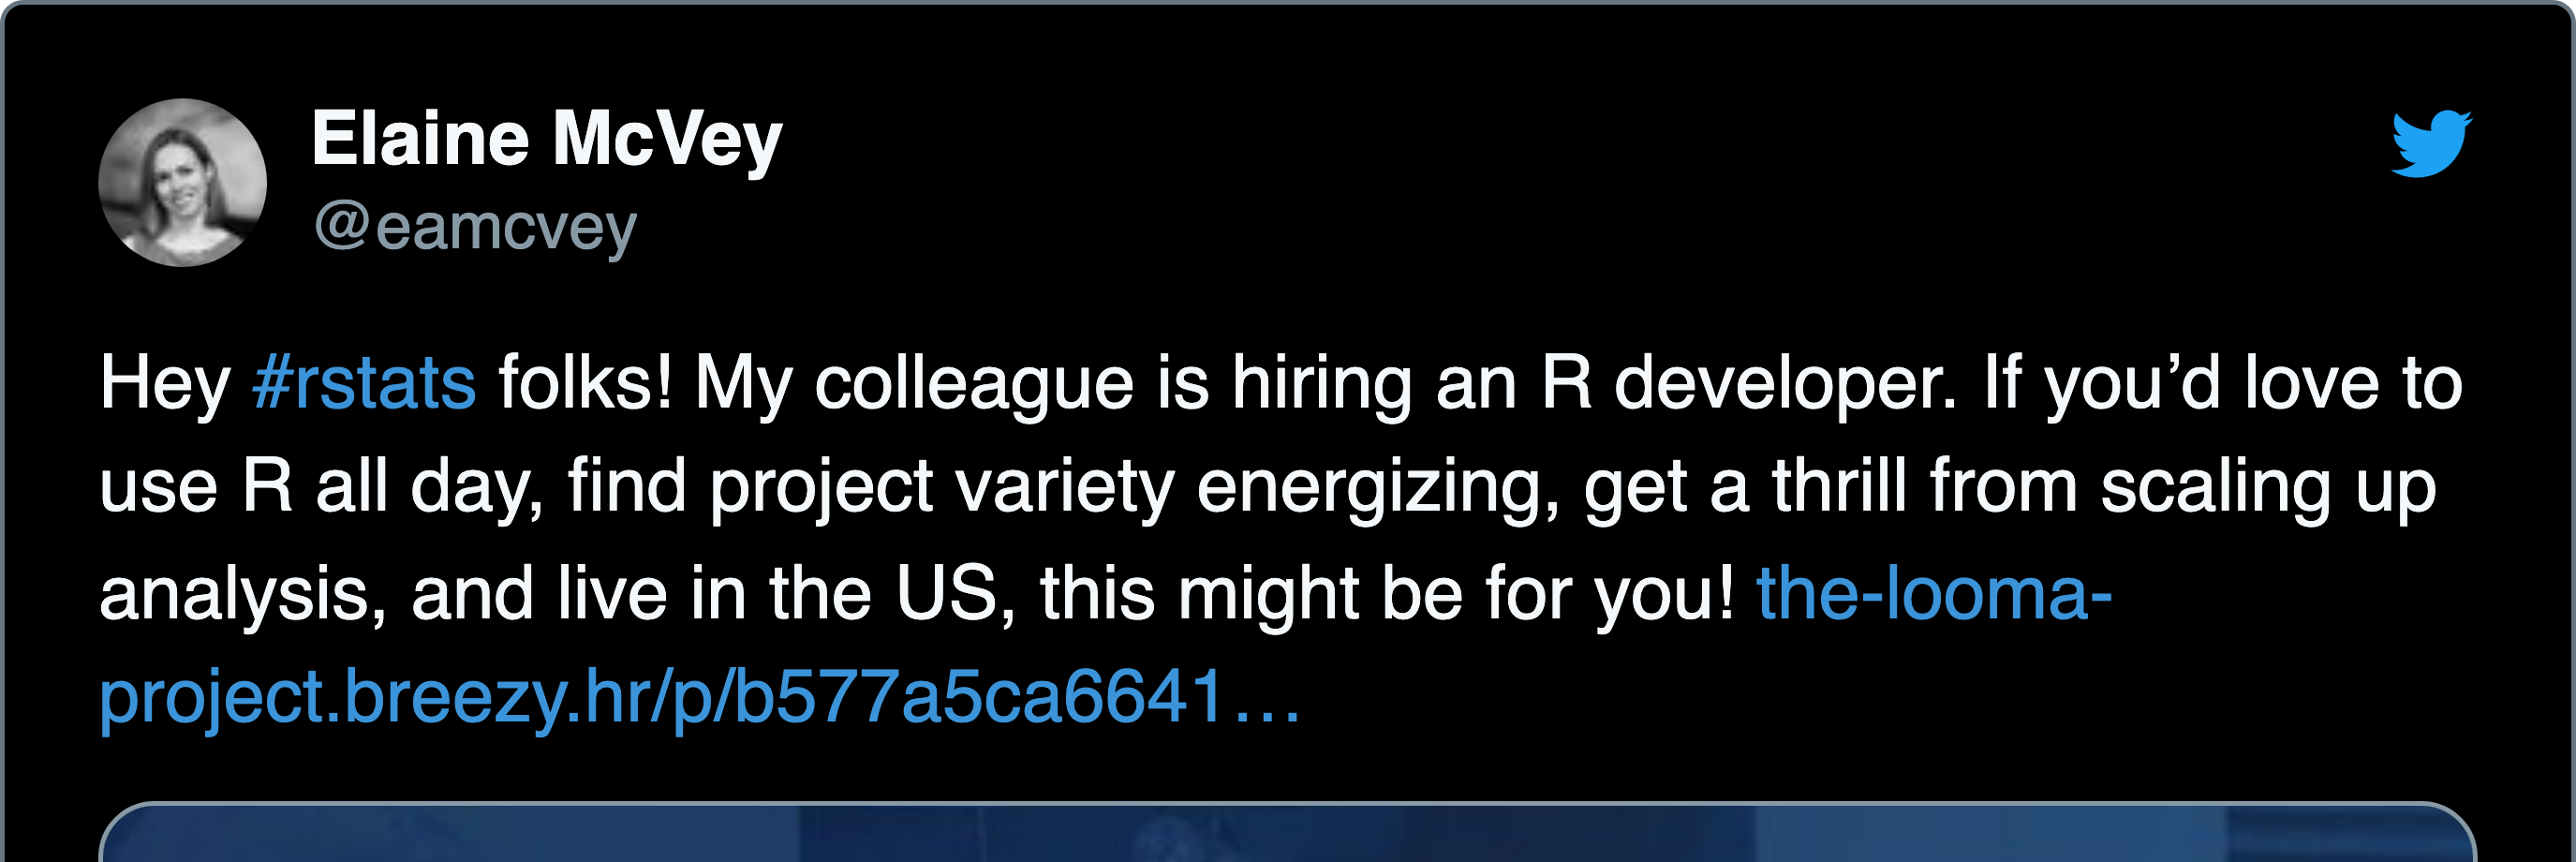 Elaine McVey
@eamcvey
Hey #rstats folks! My colleague is hiring an R developer. If you’d love to
use R all day, find project variety energizing, get a thrill from scaling up
analysis, and live in the US, this might be for you! the-looma-
project.breezy.hr/p/b577a5ca6641…